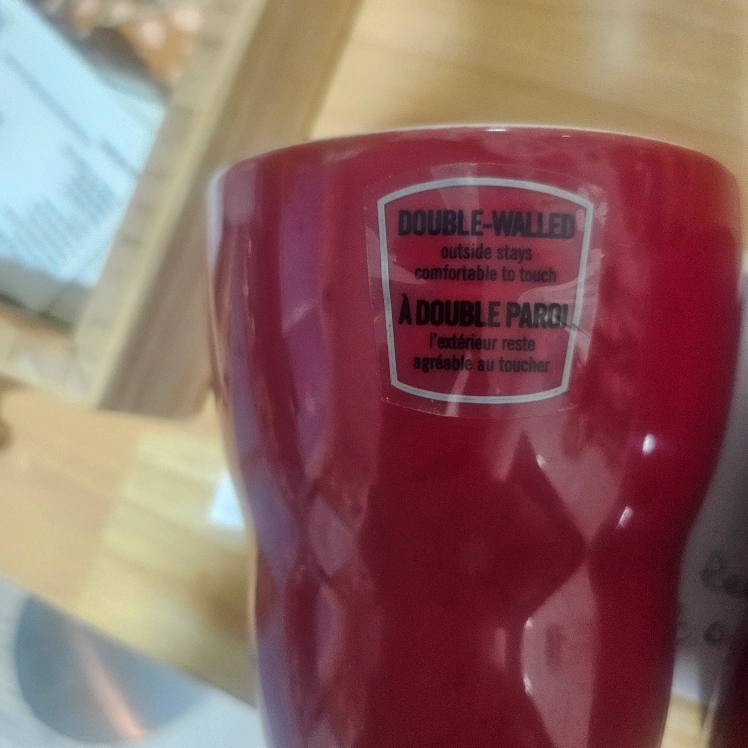 DOUBLE-WALLED
outside stays
comfortable to touch
À DOUBLE PAROI
l'extérieur reste
agréable au toucher